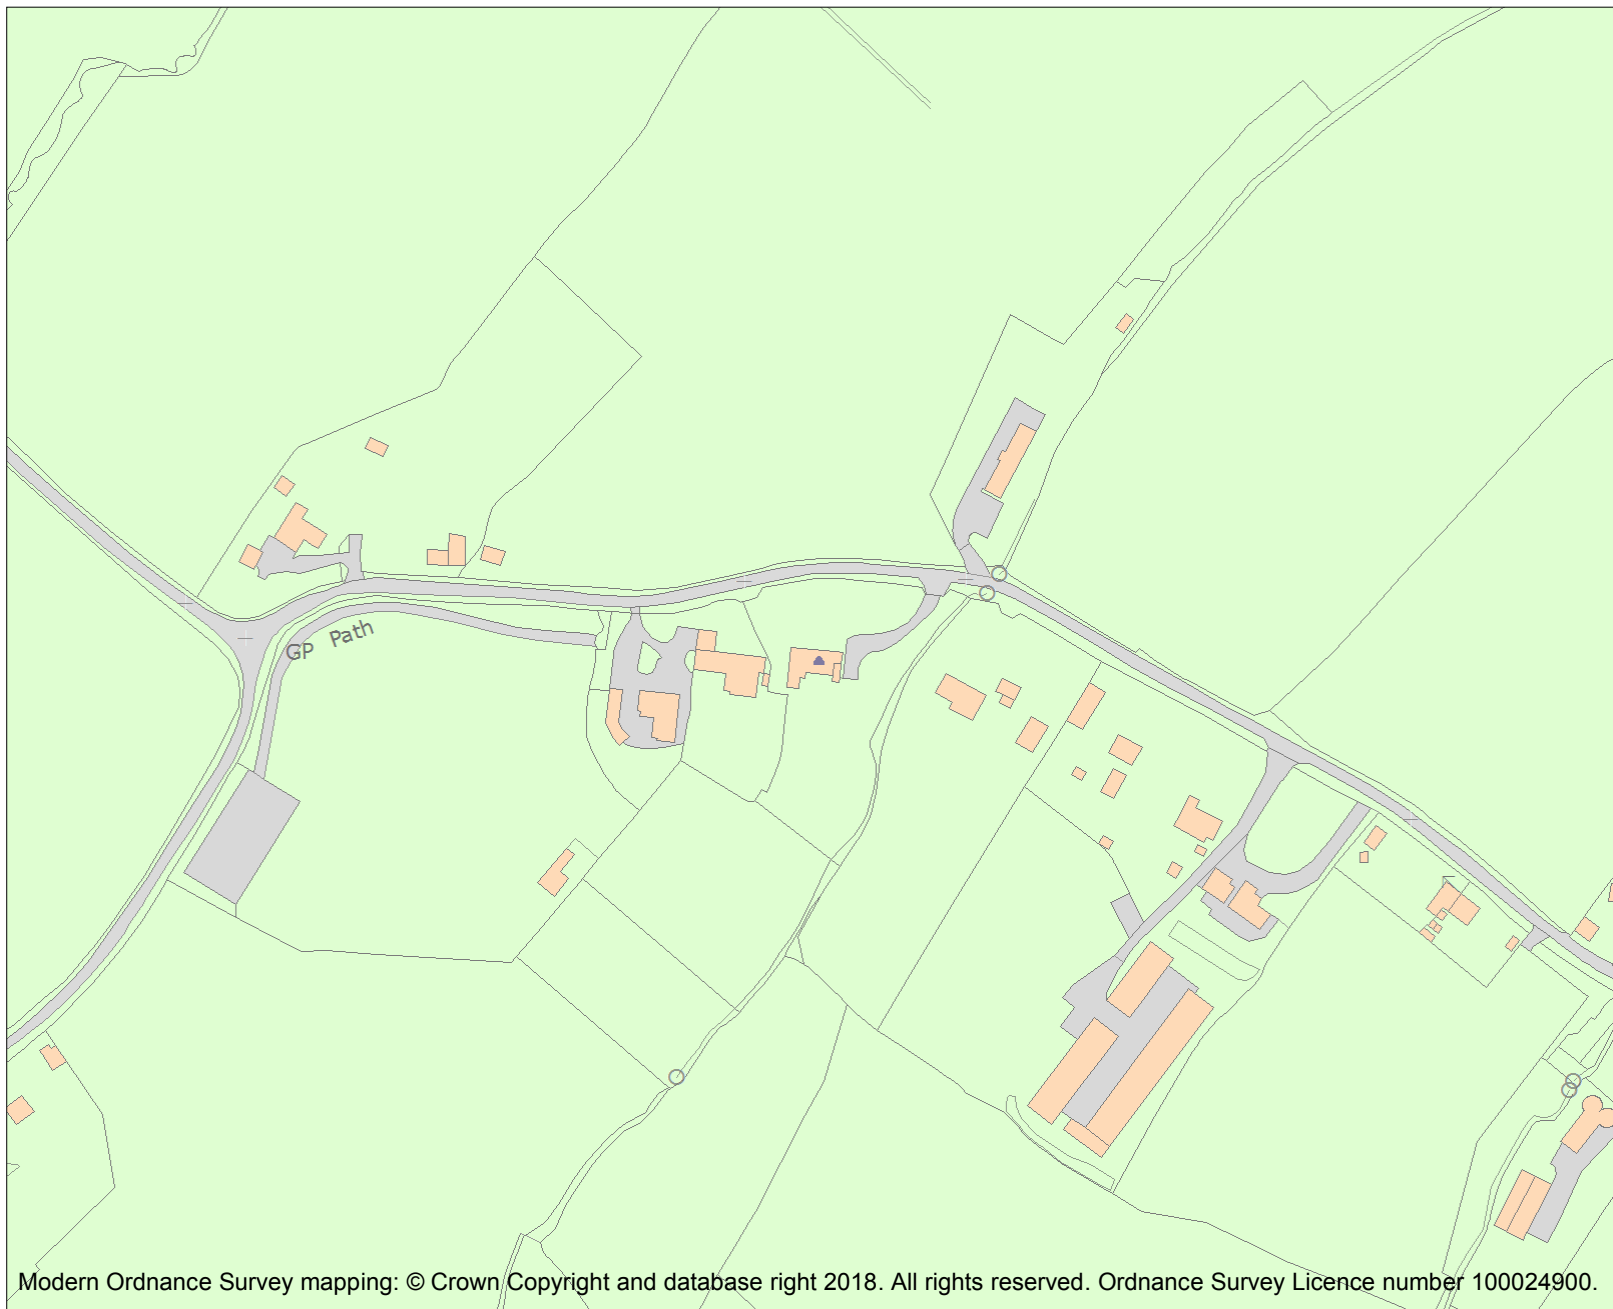 GP Path
Modern Ordnance Survey mapping: © Crown Copyright and database right 2018. All rights reserved. Ordnance Survey Licence number 100024900.